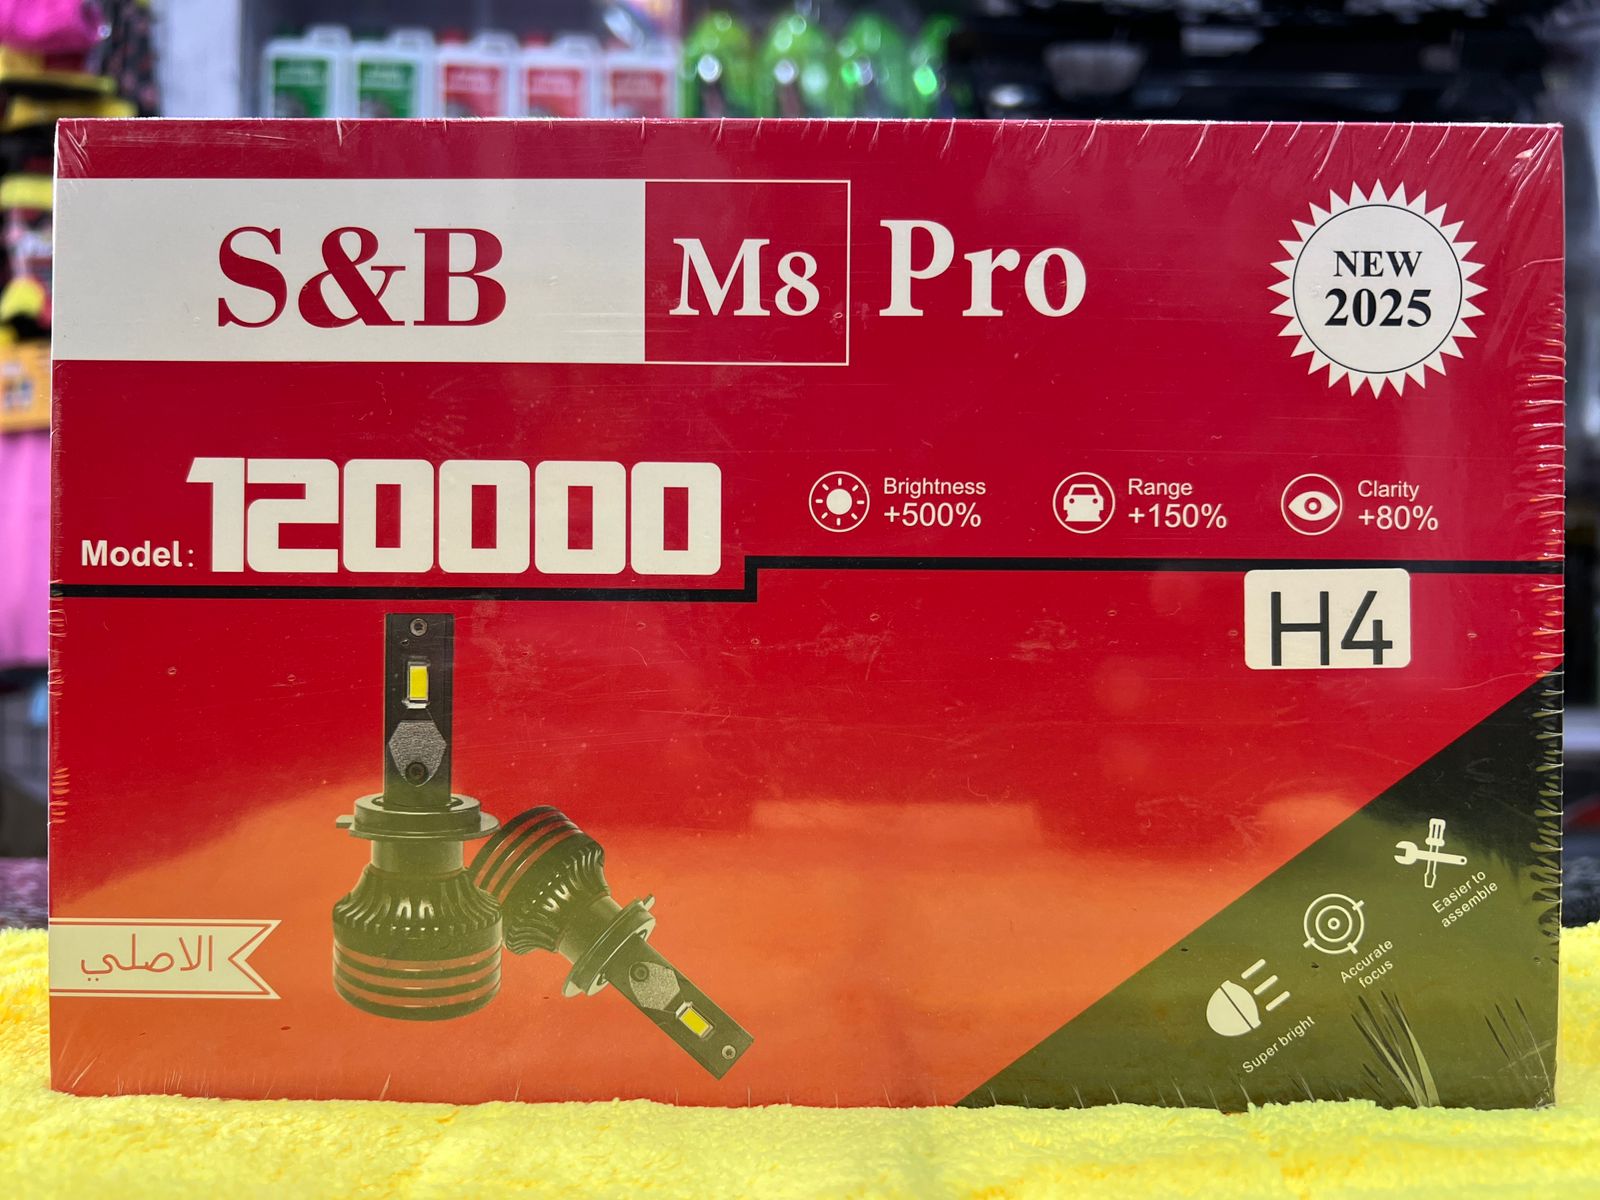 S&B M8 Pro
NEW
2025
Model: 120000
Brightness
+500%
Range
+150%
Clarity
+80%
H4
الاصلي
Easier to
assemble
Accurate
focus
Super bright